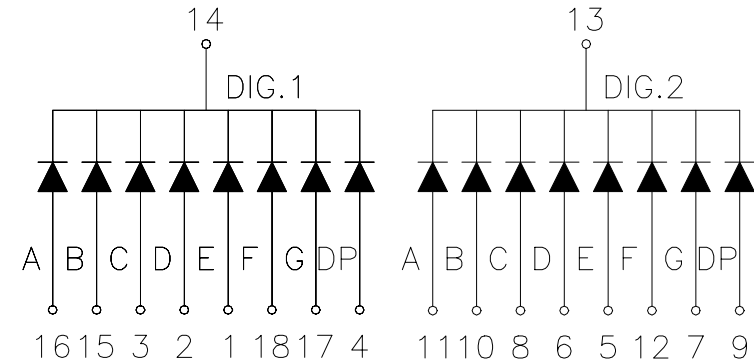 14 13
DIG.1 DIG.2
A B C D E F G DP A B C D E F G DP
16 15 3 2 1 18 17 4 11 10 8 6 5 12 7 9